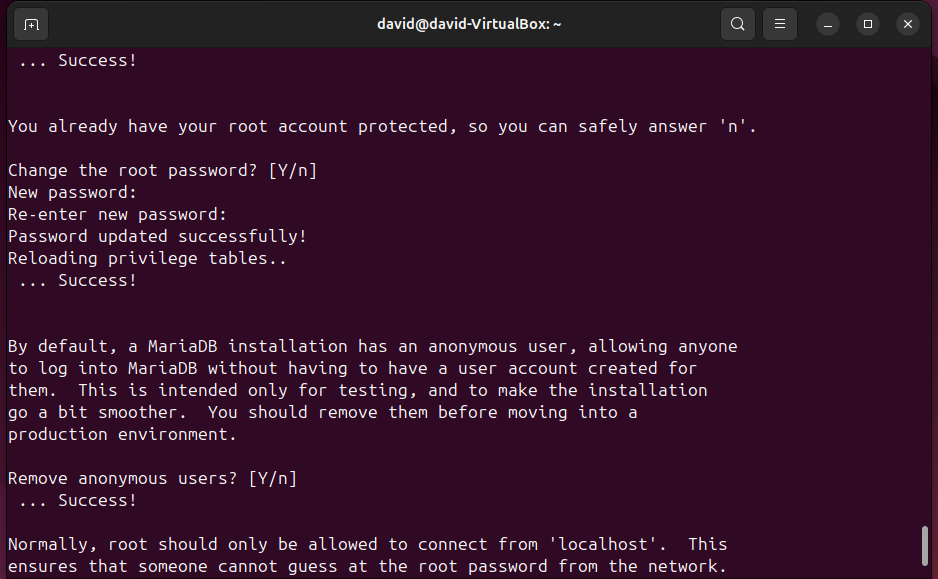 david@david-VirtualBox: ~
... Success!
You already have your root account protected, so you can safely answer 'n'.
Change the root password? [Y/n]
New password:
Re-enter new password:
Password updated successfully!
Reloading privilege tables..
... Success!
By default, a MariaDB installation has an anonymous user, allowing anyone
to log into MariaDB without having to have a user account created for
them.  This is intended only for testing, and to make the installation
go a bit smoother.  You should remove them before moving into a
production environment.
Remove anonymous users? [Y/n]
... Success!
Normally, root should only be allowed to connect from 'localhost'.  This
ensures that someone cannot guess at the root password from the network.